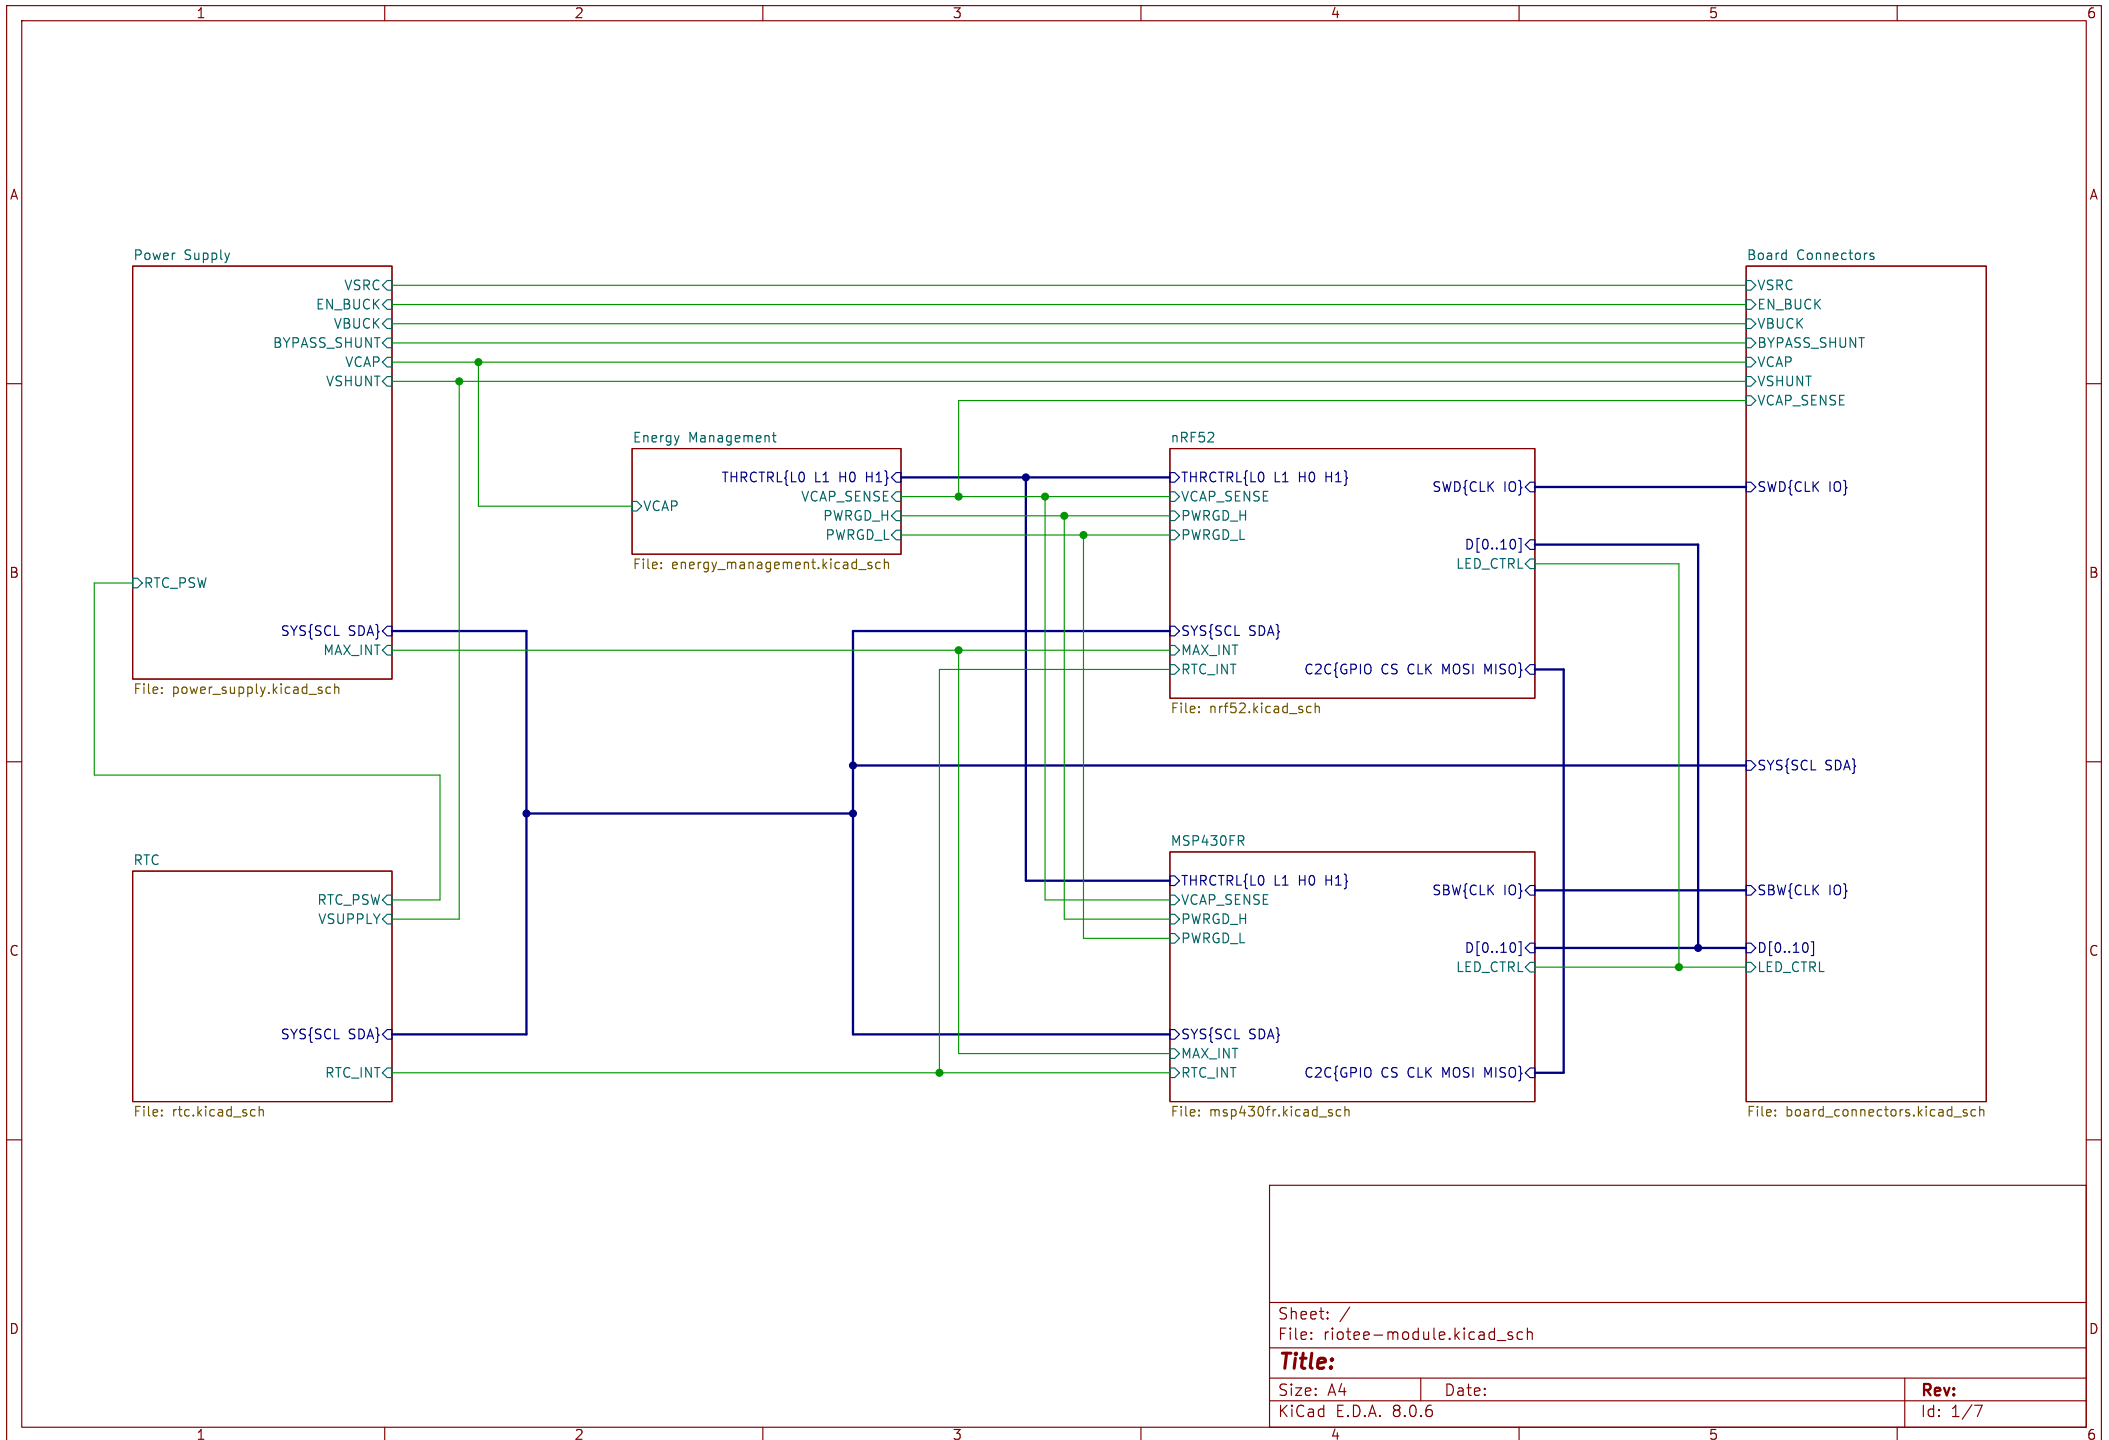 1 2 3 4 5 6
A A
Power Supply
VSRC
EN_BUCK
VBUCK
BYPASS_SHUNT
VCAP
VSHUNT
RTC_PSW
SYS{SCL SDA}
MAX_INT
File: power_supply.kicad_sch
Board Connectors
VSRC
EN_BUCK
VBUCK
BYPASS_SHUNT
VCAP
VSHUNT
VCAP_SENSE
SWD{CLK IO}
SYS{SCL SDA}
SBW{CLK IO}
D[0..10]
LED_CTRL
File: board_connectors.kicad_sch
Energy Management
THRCTRL{L0 L1 H0 H1}
VCAP_SENSE
VCAP
PWRGD_H
PWRGD_L
File: energy_management.kicad_sch
nRF52
THRCTRL{L0 L1 H0 H1}
VCAP_SENSE
PWRGD_H
PWRGD_L
SWD{CLK IO}
D[0..10]
LED_CTRL
SYS{SCL SDA}
MAX_INT
RTC_INT
C2C{GPIO CS CLK MOSI MISO}
File: nrf52.kicad_sch
B B
RTC
RTC_PSW
VSUPPLY
SYS{SCL SDA}
RTC_INT
File: rtc.kicad_sch
MSP430FR
THRCTRL{L0 L1 H0 H1}
VCAP_SENSE
PWRGD_H
PWRGD_L
SBW{CLK IO}
D[0..10]
LED_CTRL
SYS{SCL SDA}
MAX_INT
RTC_INT
C2C{GPIO CS CLK MOSI MISO}
File: msp430fr.kicad_sch
C C
D D
Sheet: /
File: riotee-module.kicad_sch
Title:
Size: A4 Date: Rev:
KiCad E.D.A. 8.0.6 Id: 1/7
1 2 3 4 5 6